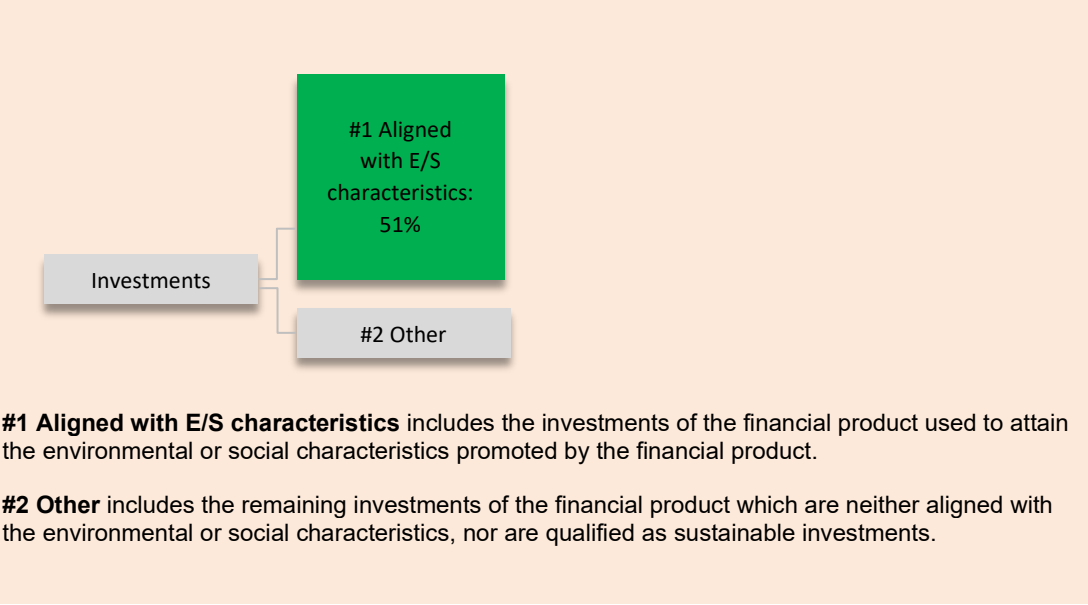 #1 Aligned
with E/S
characteristics:
51%
Investments
#2 Other
#1 Aligned with E/S characteristics includes the investments of the financial product used to attain
the environmental or social characteristics promoted by the financial product.
#2 Other includes the remaining investments of the financial product which are neither aligned with
the environmental or social characteristics, nor are qualified as sustainable investments.